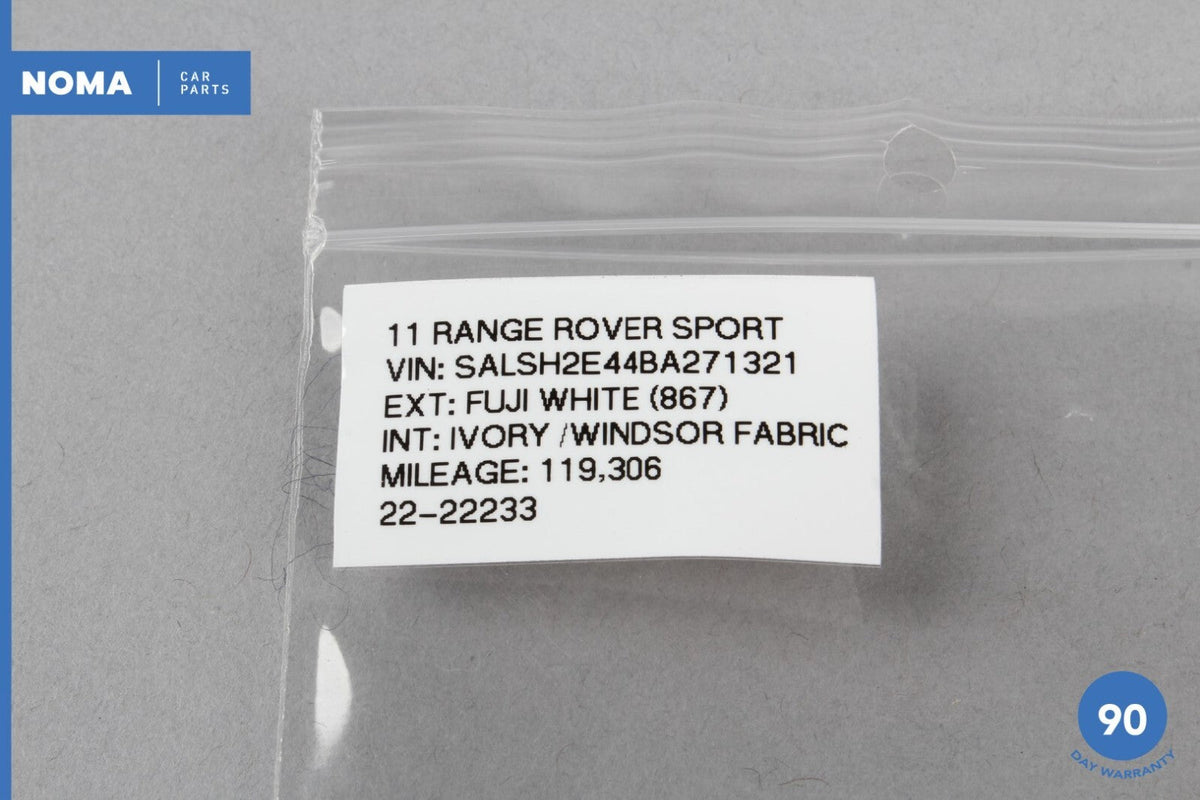 NOMA
CAR
PARTS
11 RANGE ROVER SPORT
VIN: SALSH2E44BA271321
EXT: FUJI WHITE (867)
INT: IVORY /WINDSOR FABRIC
MILEAGE: 119,306
22-22233
90
DAY WARRANTY